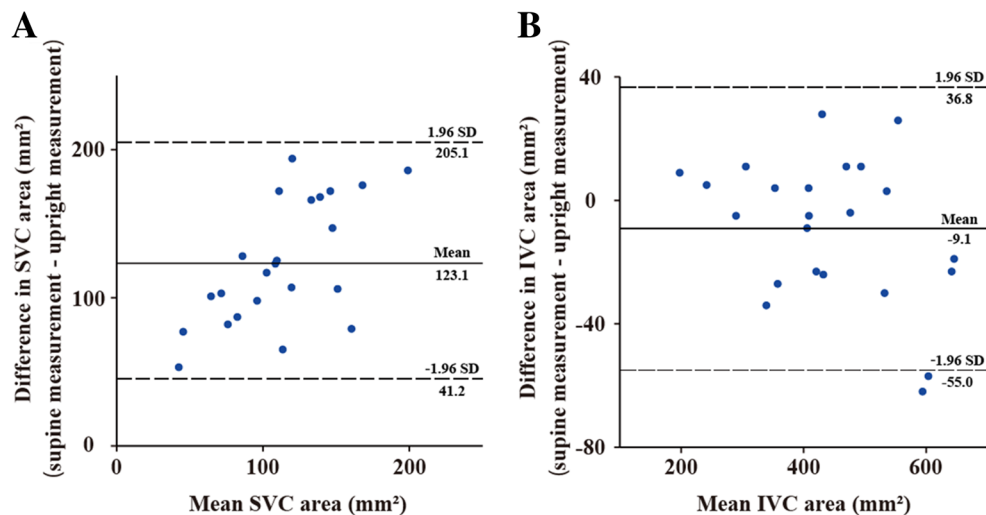 A
Difference in SVC area (mm²)
(supine measurement - upright measurement)
200
100
0
1.96 SD
205.1
Mean
123.1
-1.96 SD
41.2
0
100
200
Mean SVC area (mm²)
B
Difference in IVC area (mm²)
(supine measurement - upright measurement)
40
0
-40
-80
1.96 SD
36.8
Mean
-9.1
-1.96 SD
-55.0
200
400
600
Mean IVC area (mm²)